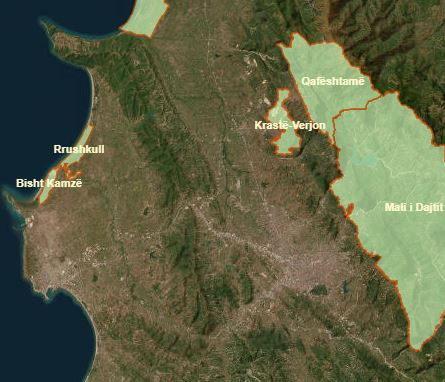 Qafështamë
Krastë-Verjon
Rrushkull
Bisht Kamzë
Mali i Dajtit